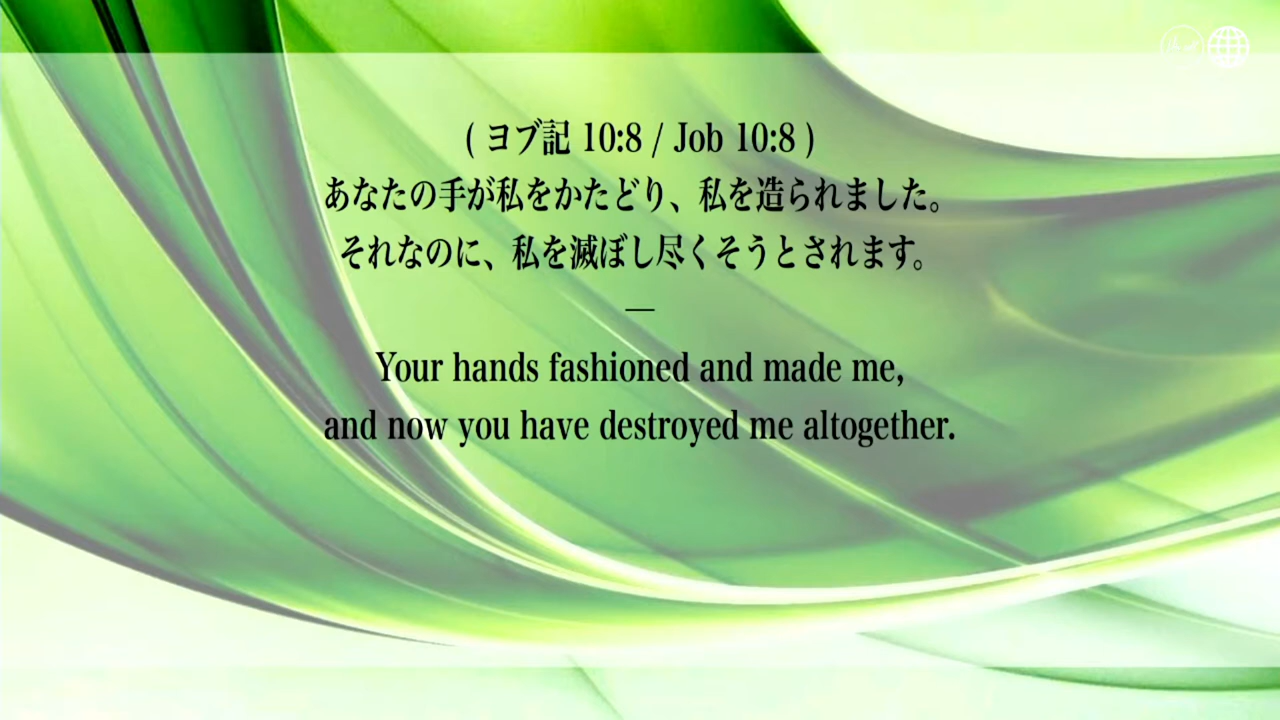 ( ヨブ記 10:8 / Job 10:8 )
あなたの手が私をかたどり、私を造られました。
それなのに、私を滅ぼし尽くそうとされます。
—
Your hands fashioned and made me,
and now you have destroyed me altogether.